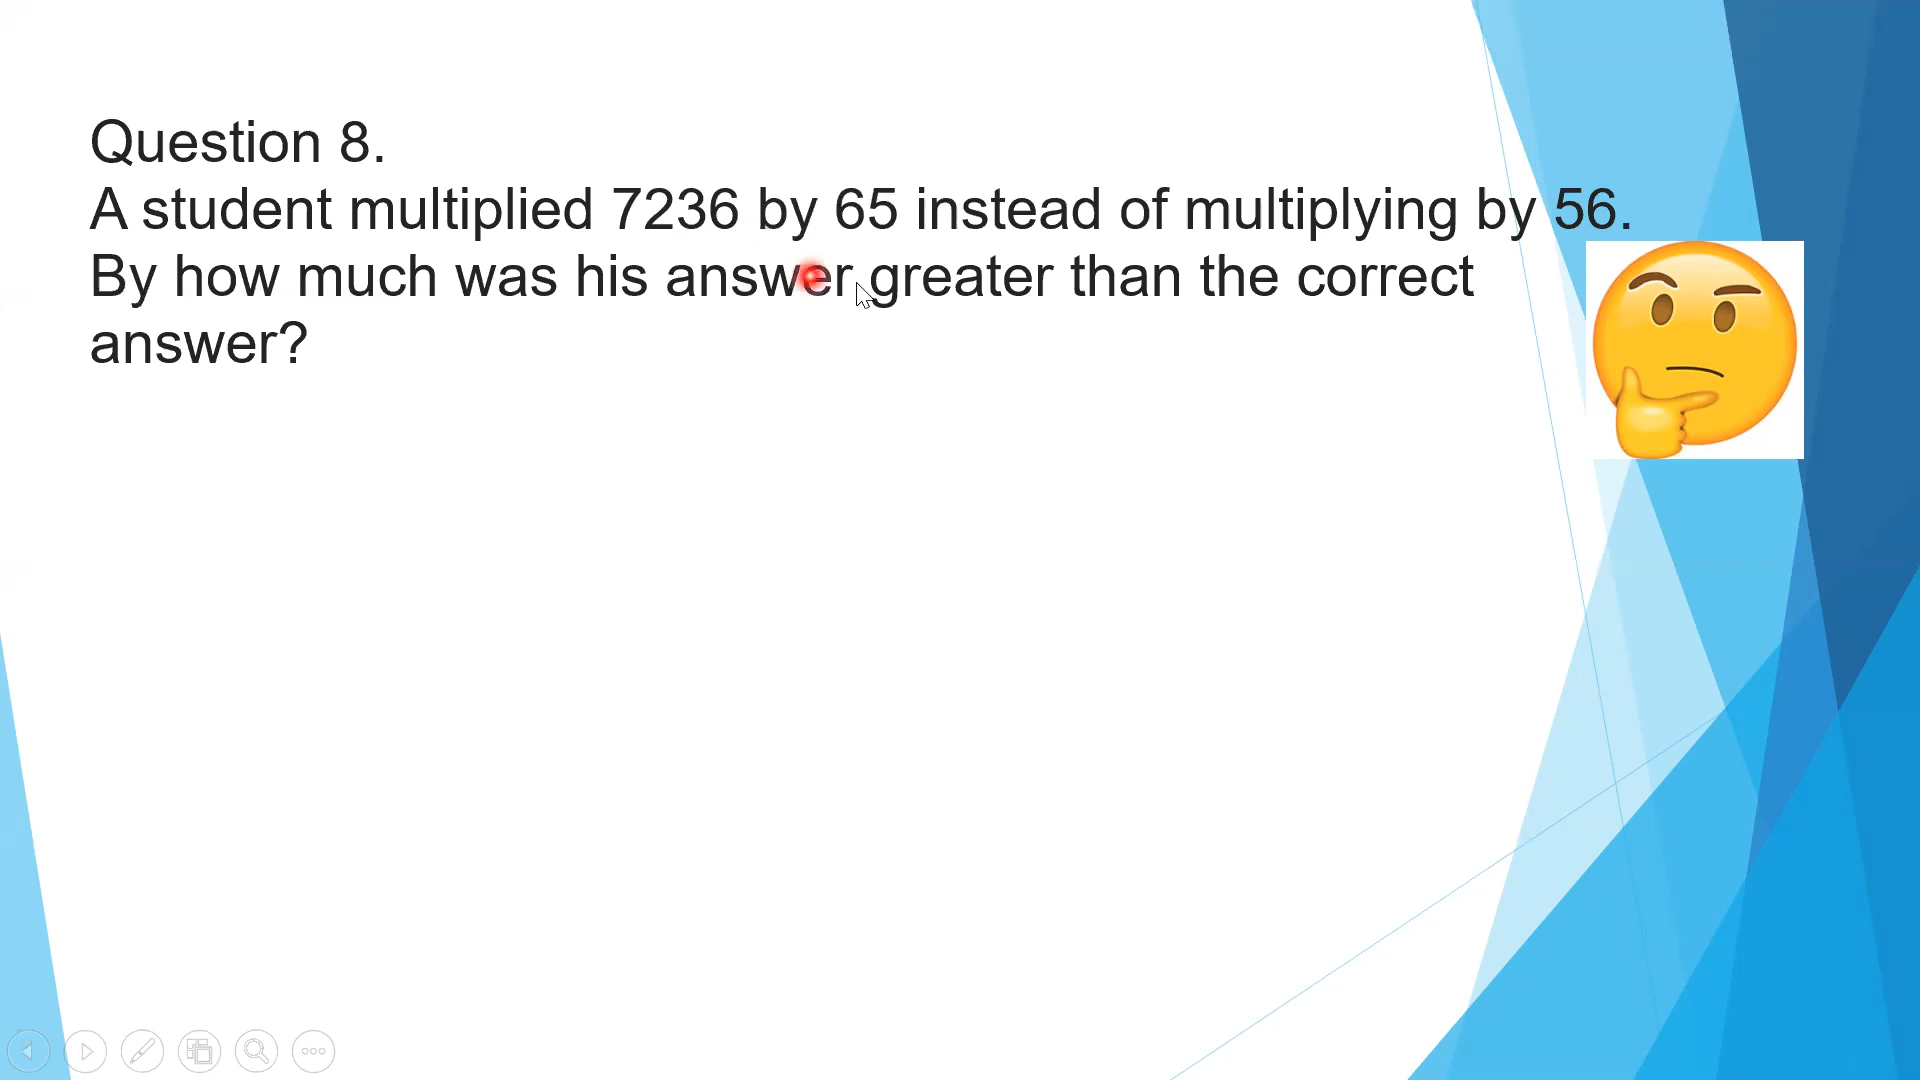 Question 8.
A student multiplied 7236 by 65 instead of multiplying by 56.
By how much was his answer greater than the correct
answer?